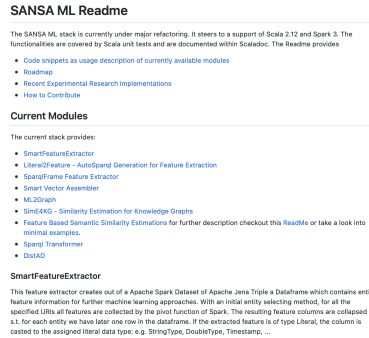 SANSA ML Readme
The SANSA ML stack is currently under major refactoring. It steers to a support of Scala 2.12 and Spark 3. The
functionalities are covered by Scala unit tests and are documented within Scaladoc. The Readme provides
Code snippets as usage description of currently available modules
Roadmap
Recent Experimental Research Implementations
How to Contribute
Current Modules
The current stack provides:
SmartFeatureExtractor
Literal2Feature - AutoSparql Generation for Feature Extraction
SparqlFrame Feature Extractor
Smart Vector Assembler
ML2Graph
SimE4KG - Similarity Estimation for Knowledge Graphs
Feature Based Semantic Similarity Estimations for further description checkout this ReadMe or take a look into
minimal examples.
Sparql Transformer
DistAD
SmartFeatureExtractor
This feature extractor creates out of a Apache Spark Dataset of Apache Jena Triple a Dataframe which contains enti
feature information for further machine learning approaches. With an initial entity selecting method, for all the
specified URIs all features are collected by the pivot function of Spark. The resulting feature columns are collapsed
s.t. for each entity we have later one row in the dataframe. If the extracted feature is of type Literal, the column is
casted to the assigned literal data type: e.g. StringType, DoubleType, Timestamp, ...